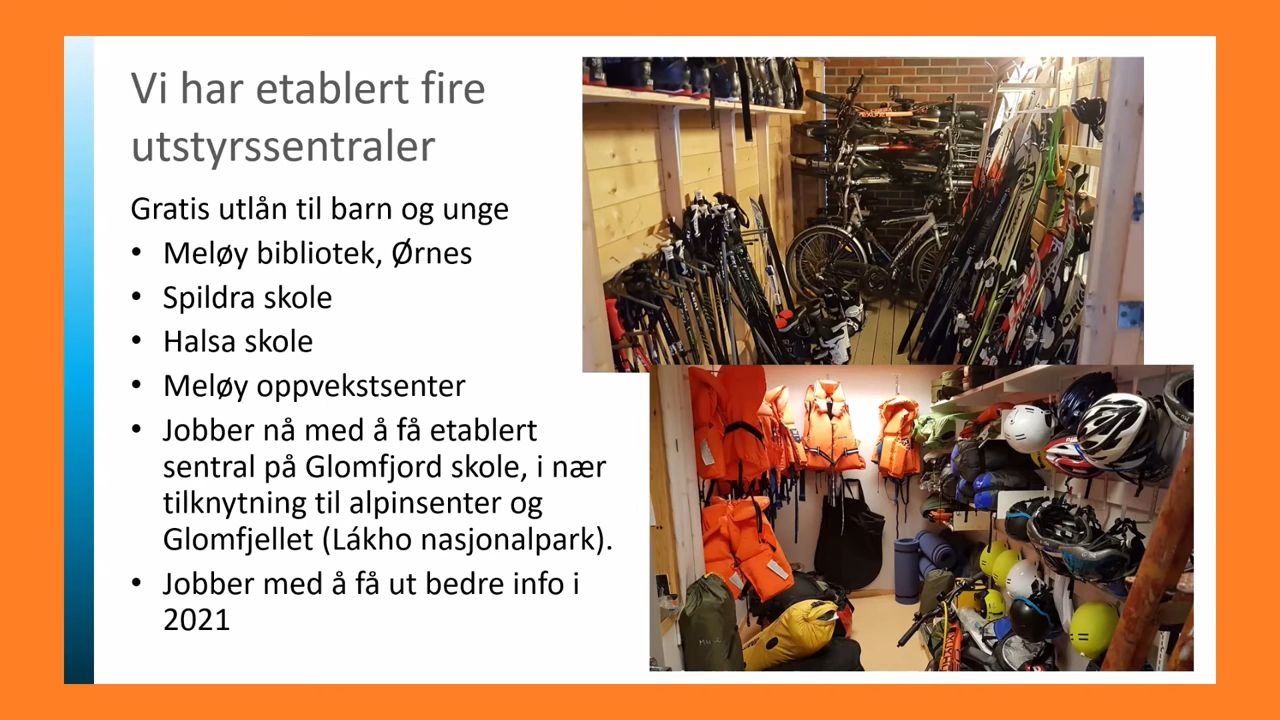 Vi har etablert fire
utstyrssentraler
Gratis utlån til barn og unge
• Meløy bibliotek, Ørnes
• Spildra skole
• Halsa skole
• Meløy oppvekstsenter
• Jobber nå med å få etablert
sentral på Glomfjord skole, i nær
tilknytning til alpinsenter og
Glomfjellet (Lákho nasjonalpark).
• Jobber med å få ut bedre info i
2021